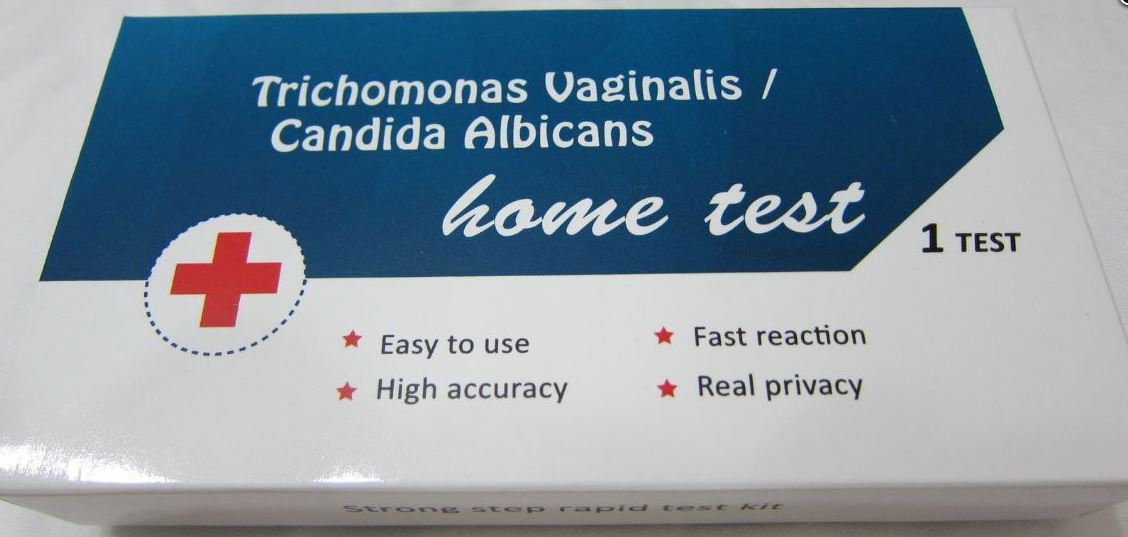 Trichomonas Vaginalis /
Candida Albicans
home test
1 TEST
Easy to use
Fast reaction
High accuracy
Real privacy
Strong step rapid test kit